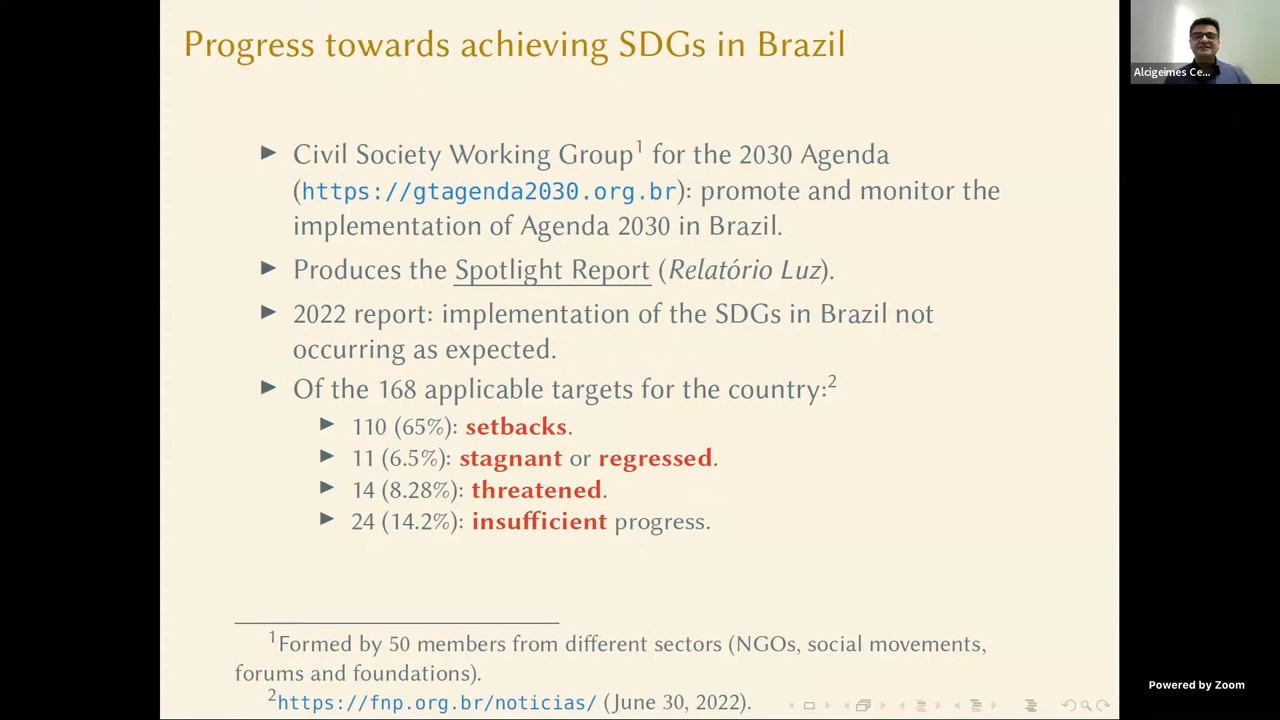 Progress towards achieving SDGs in Brazil
Alcigeimes Ce...
▶ Civil Society Working Group1 for the 2030 Agenda
(https://gtagenda2030.org.br): promote and monitor the
implementation of Agenda 2030 in Brazil.
▶ Produces the Spotlight Report (Relatório Luz).
▶ 2022 report: implementation of the SDGs in Brazil not
occurring as expected.
▶ Of the 168 applicable targets for the country:2
▶ 110 (65%): setbacks.
▶ 11 (6.5%): stagnant or regressed.
▶ 14 (8.28%): threatened.
▶ 24 (14.2%): insufficient progress.
1Formed by 50 members from different sectors (NGOs, social movements,
forums and foundations).
2https://fnp.org.br/noticias/ (June 30, 2022).
Powered by Zoom